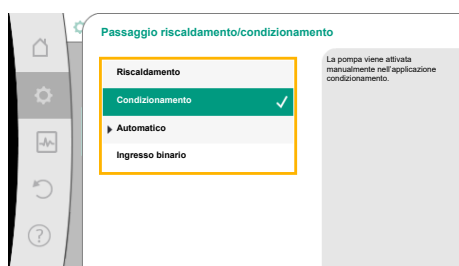 Passaggio riscaldamento/condizionamento
Riscaldamento
Condizionamento
Automatico
Ingresso binario
La pompa viene attivata
manualmente nell'applicazione
condizionamento.
?